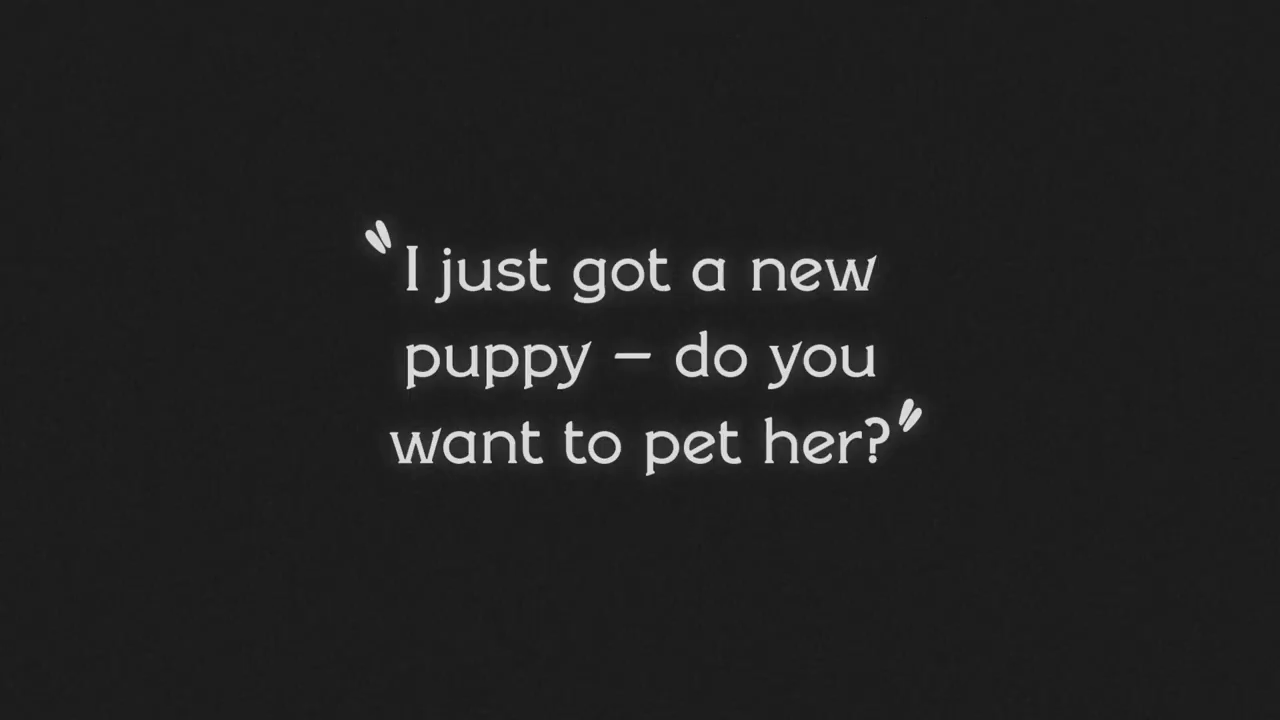 “I just got a new
puppy – do you
want to pet her?”